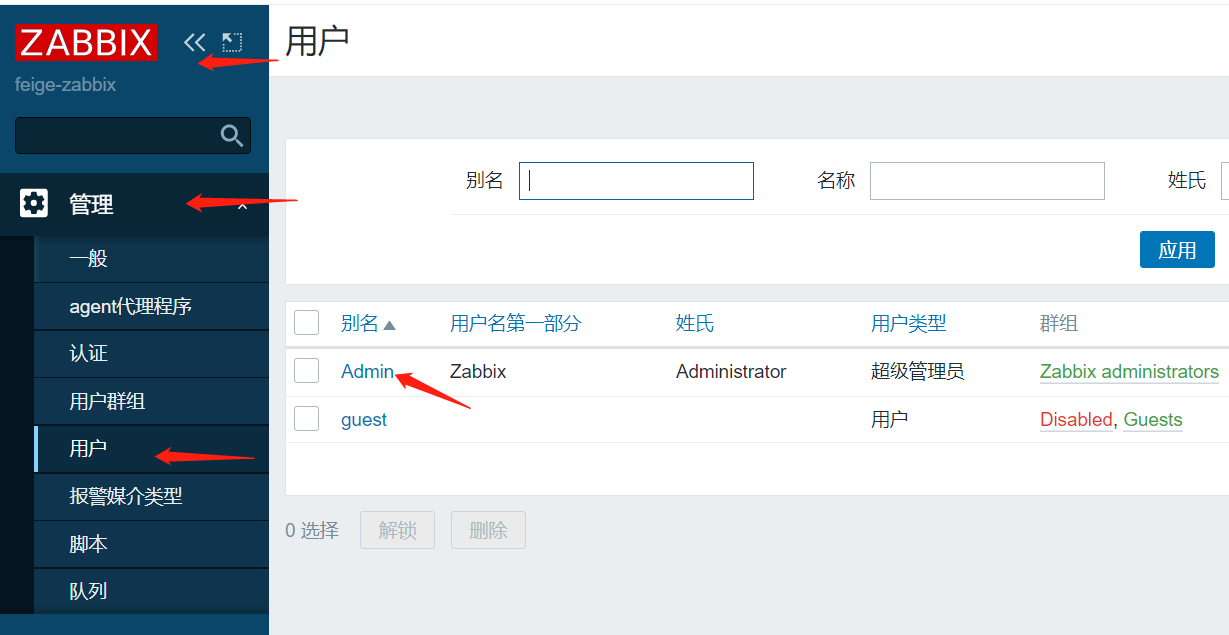 ZABBIX
feige-zabbix
管理
一般
agent代理程序
认证
用户群组
用户
报警媒介类型
脚本
队列
用户
别名 名称 姓氏
应用
别名 用户名第一部分 姓氏 用户类型 群组
Admin Zabbix Administrator 超级管理员 Zabbix administrators
guest 用户 Disabled, Guests
0 选择 解锁 删除